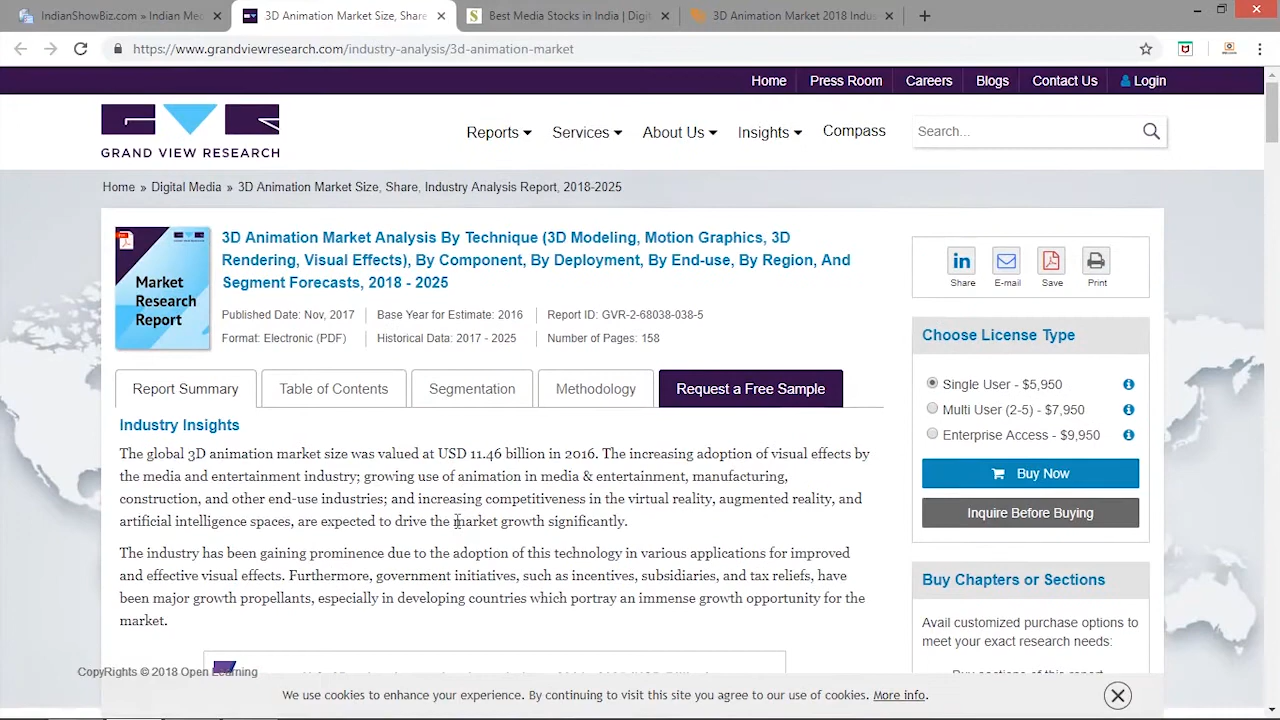 IndianShowBiz.com » Indian Med
3D Animation Market Size, Share
Best Media Stocks in India | Digit
3D Animation Market 2018 Indus
https://www.grandviewresearch.com/industry-analysis/3d-animation-market
Home Press Room Careers Blogs Contact Us Login
GRAND VIEW RESEARCH
Reports Services About Us Insights Compass Search...
Home » Digital Media » 3D Animation Market Size, Share, Industry Analysis Report, 2018-2025
Market
Research
Report
3D Animation Market Analysis By Technique (3D Modeling, Motion Graphics, 3D
Rendering, Visual Effects), By Component, By Deployment, By End-use, By Region, And
Segment Forecasts, 2018 - 2025
Published Date: Nov, 2017 Base Year for Estimate: 2016 Report ID: GVR-2-68038-038-5
Format: Electronic (PDF) Historical Data: 2017 - 2025 Number of Pages: 158
Share E-mail Save Print
Report Summary Table of Contents Segmentation Methodology Request a Free Sample
Industry Insights
The global 3D animation market size was valued at USD 11.46 billion in 2016. The increasing adoption of visual effects by
the media and entertainment industry; growing use of animation in media & entertainment, manufacturing,
construction, and other end-use industries; and increasing competitiveness in the virtual reality, augmented reality, and
artificial intelligence spaces, are expected to drive the market growth significantly.
The industry has been gaining prominence due to the adoption of this technology in various applications for improved
and effective visual effects. Furthermore, government initiatives, such as incentives, subsidiaries, and tax reliefs, have
been major growth propellants, especially in developing countries which portray an immense growth opportunity for the
market.
Choose License Type
Single User - $5,950
Multi User (2-5) - $7,950
Enterprise Access - $9,950
Buy Now
Inquire Before Buying
Buy Chapters or Sections
Avail customized purchase options to
meet your exact research needs:
CopyRights © 2018 Open Learning
We use cookies to enhance your experience. By continuing to visit this site you agree to our use of cookies. More info.